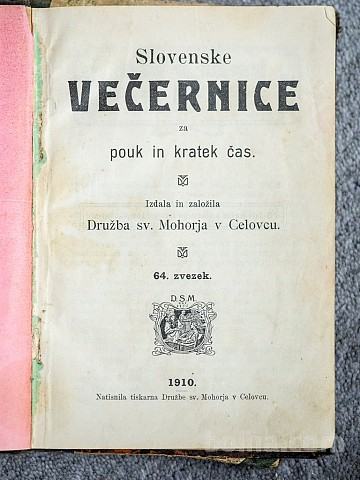 Slovenske
VEČERNICE
za
pouk in kratek čas.
Izdala in založila
Družba sv. Mohorja v Celovcu.
64. zvezek.
D.S.M.
1910.
Natisnila tiskarna Družbe sv. Mohorja v Celovcu.